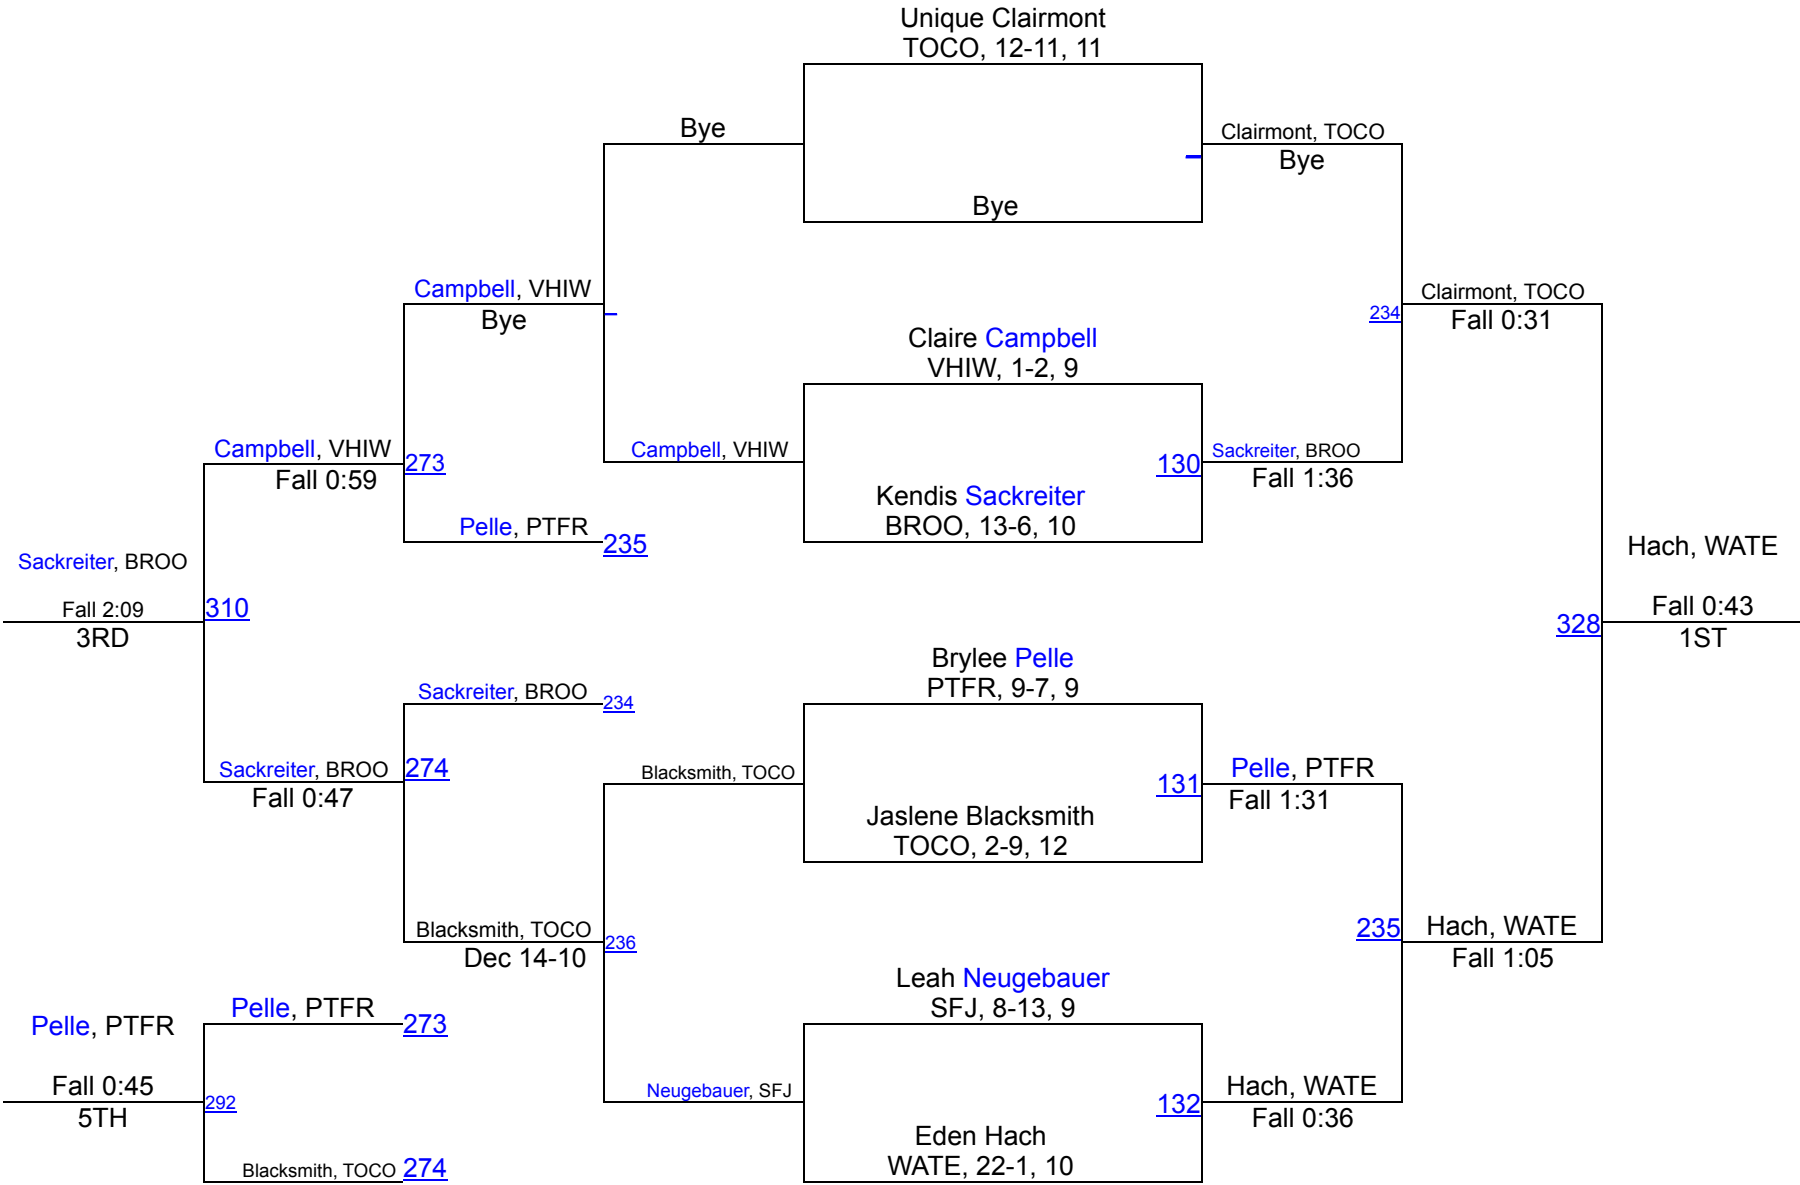 Unique Clairmont
TOCO, 12-11, 11
Bye
Clairmont, TOCO
Bye
Bye
Campbell, VHIW
Bye
Clairmont, TOCO
234
Fall 0:31
Claire Campbell
VHIW, 1-2, 9
Campbell, VHIW
273
Fall 0:59
Campbell, VHIW
130
Sackreiter, BROO
Fall 1:36
Kendis Sackreiter
BROO, 13-6, 10
Pelle, PTFR
235
Sackreiter, BROO
Fall 2:09
3RD
310
Hach, WATE
Fall 0:43
1ST
328
Brylee Pelle
PTFR, 9-7, 9
Sackreiter, BROO
234
Sackreiter, BROO
274
Fall 0:47
Blacksmith, TOCO
131
Pelle, PTFR
Fall 1:31
Jaslene Blacksmith
TOCO, 2-9, 12
Blacksmith, TOCO
236
Dec 14-10
235
Hach, WATE
Fall 1:05
Leah Neugebauer
SFJ, 8-13, 9
Pelle, PTFR
Pelle, PTFR
273
Fall 0:45
5TH
292
Neugebauer, SFJ
132
Hach, WATE
Fall 0:36
Eden Hach
WATE, 22-1, 10
Blacksmith, TOCO
274